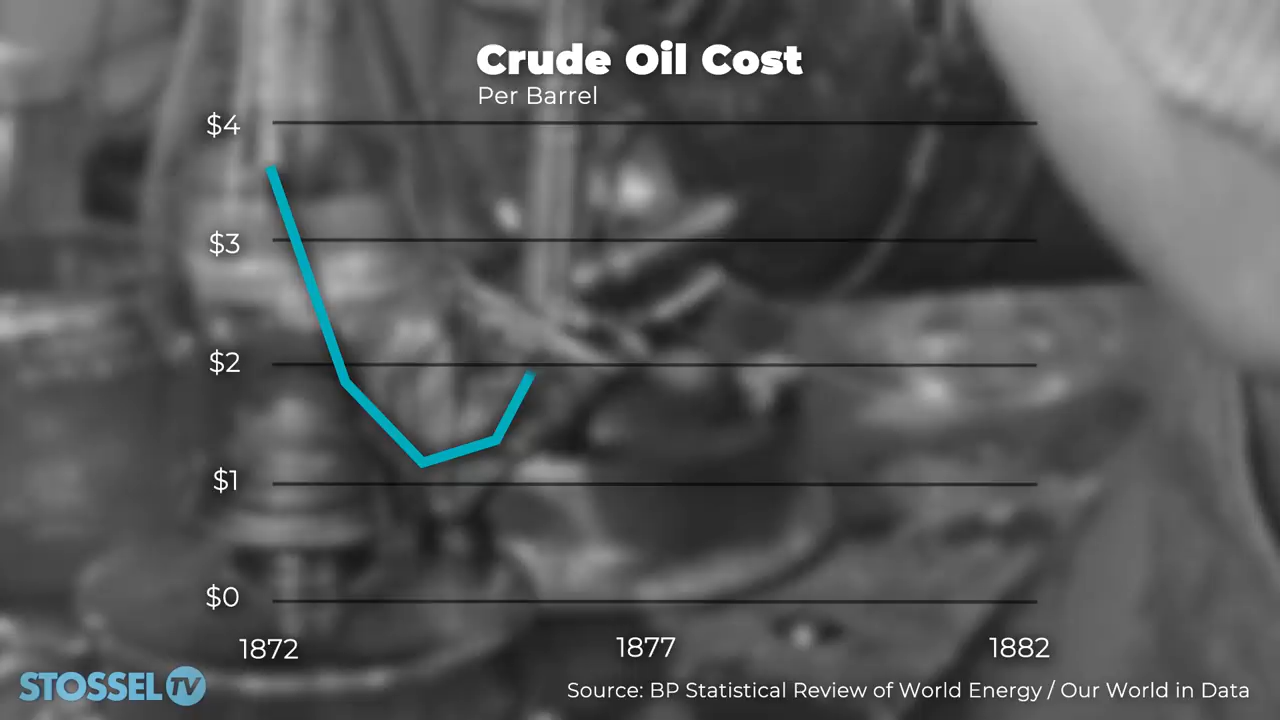 Crude Oil Cost
Per Barrel
$4
$3
$2
$1
$0
1872
1877
1882
STOSSEL TV
Source: BP Statistical Review of World Energy / Our World in Data